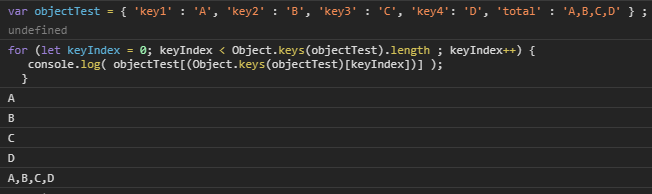 var objectTest = { 'key1' : 'A', 'key2' : 'B', 'key3' : 'C', 'key4': 'D', 'total' : 'A,B,C,D' } ;
undefined
for (let keyIndex = 0; keyIndex < Object.keys(objectTest).length ; keyIndex++) {
console.log( objectTest[(Object.keys(objectTest)[keyIndex])] );
}
A
B
C
D
A,B,C,D